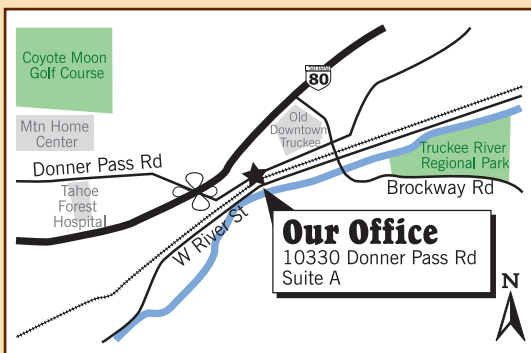 Coyote Moon
Golf Course
80
Mtn Home
Center
Old
Downtown
Truckee
Truckee River
Regional Park
Donner Pass Rd
Brockway Rd
Tahoe
Forest
Hospital
W River St
Our Office
10330 Donner Pass Rd
Suite A
N